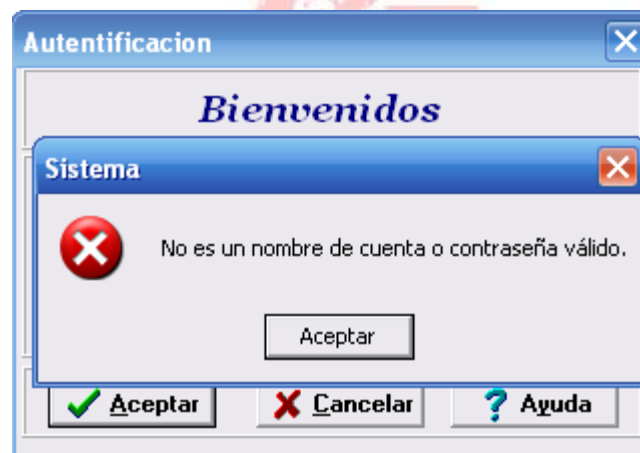 Autentificacion
Bienvenidos
Sistema
No es un nombre de cuenta o contraseña válido.
Aceptar
Aceptar Cancelar Ayuda